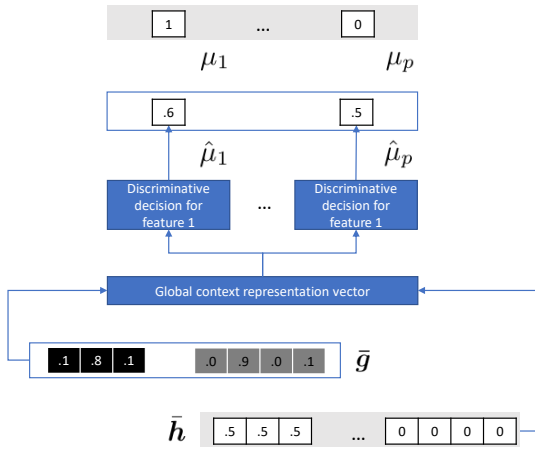 1 ... 0
μ₁ μₚ
.6 .5
μ̂₁ μ̂ₚ
Discriminative decision for feature 1 ... Discriminative decision for feature 1
Global context representation vector
.1 .8 .1 .0 .9 .0 .1 ḡ
h̄ .5 .5 .5 ... 0 0 0 0